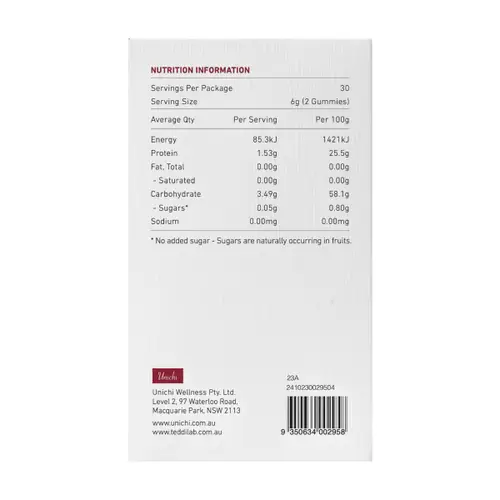 NUTRITION INFORMATION
Servings Per Package 30
Serving Size 6g (2 Gummies)
Average Qty Per Serving Per 100g
Energy 85.3kJ 1421kJ
Protein 1.53g 25.5g
Fat, Total 0.00g 0.00g
- Saturated 0.00g 0.00g
Carbohydrate 3.49g 58.1g
- Sugars* 0.05g 0.80g
Sodium 0.00mg 0.00mg
* No added sugar - Sugars are naturally occurring in fruits.
Unichi
Unichi Wellness Pty. Ltd.
Level 2, 97 Waterloo Road,
Macquarie Park, NSW 2113
www.unichi.com.au
www.teddilab.com.au
23A
2410230029504
9 350634 002958